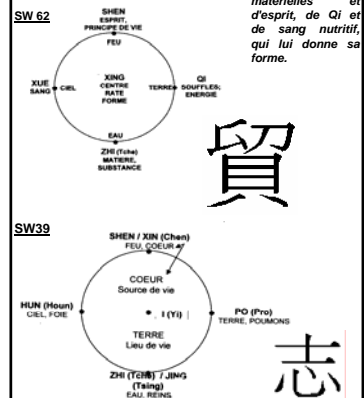 matérielles et
d'esprit, de Qi et
de sang nutritif,
qui lui donne sa
forme.
SW 62
SHEN
ESPRIT,
PRINCIPE DE VIE
FEU
XUE
SANG
CIEL
XING
CENTRE
RATE
FORME
TERRE
QI
SOUFFLES;
ENERGIE
EAU
ZHI (Tche)
MATIERE,
SUBSTANCE
貿
SW39
SHEN / XIN (Chen)
FEU, COEUR
COEUR
Source de vie
HUN (Houn)
CIEL, FOIE
I (Yi)
PO (Pro)
TERRE, POUMONS
TERRE
Lieu de vie
ZHI (Tche) / JING
(Tsing)
EAU, REINS
志